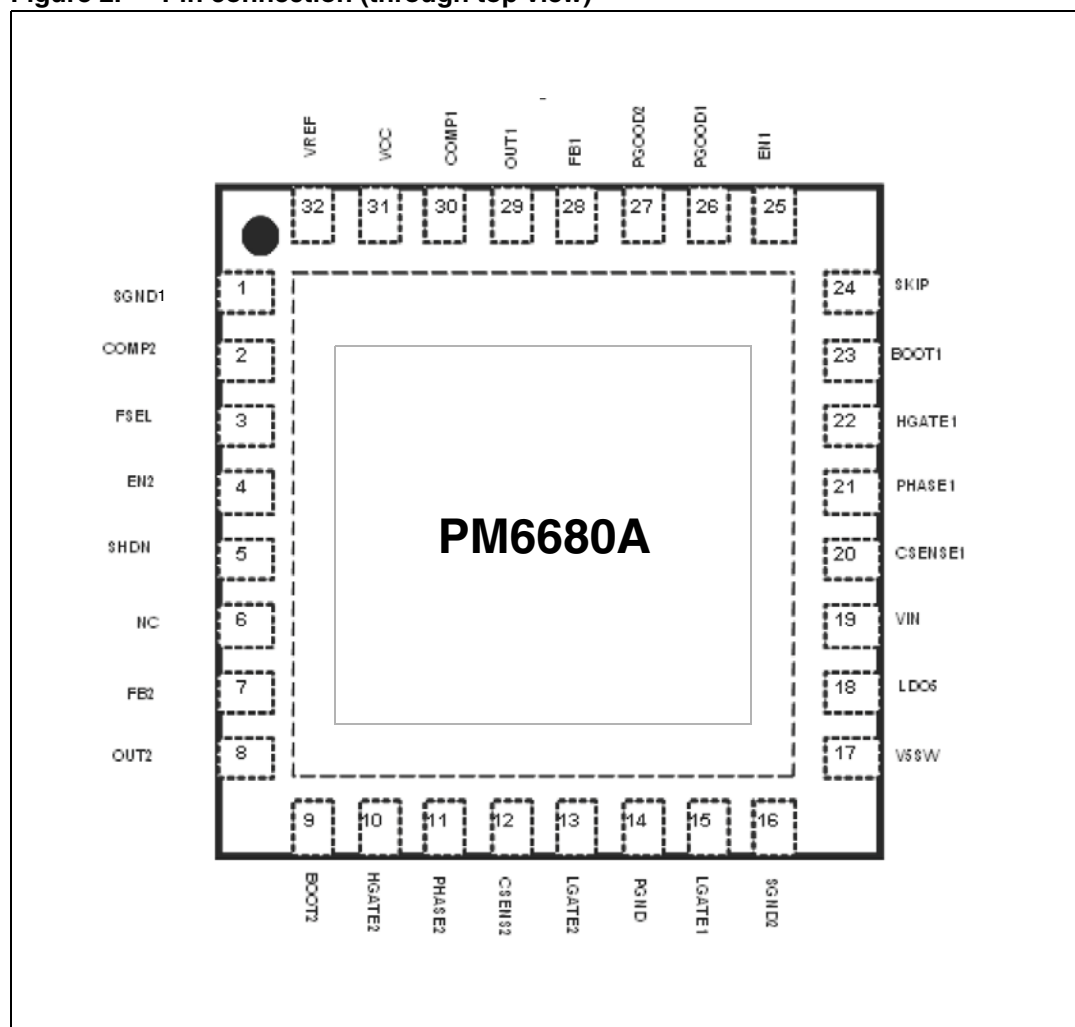 Figure 2. Pin connection (through top view)
VREF
VCC
COMP1
OUT1
FB1
PGOOD2
PGOOD1
EN1
32
31
30
29
28
27
26
25
SGND1
1
COMP2
2
FSEL
3
EN2
4
SHDN
5
NC
6
FB2
7
OUT2
8
PM6680A
24
SKIP
23
BOOT1
22
HGATE1
21
PHASE1
20
CSENSE1
19
VIN
18
LDO5
17
V5SW
9
10
11
12
13
14
15
16
BOOT2
HGATE2
PHASE2
CSENS2
LGATE2
PGND
LGATE1
SGND2